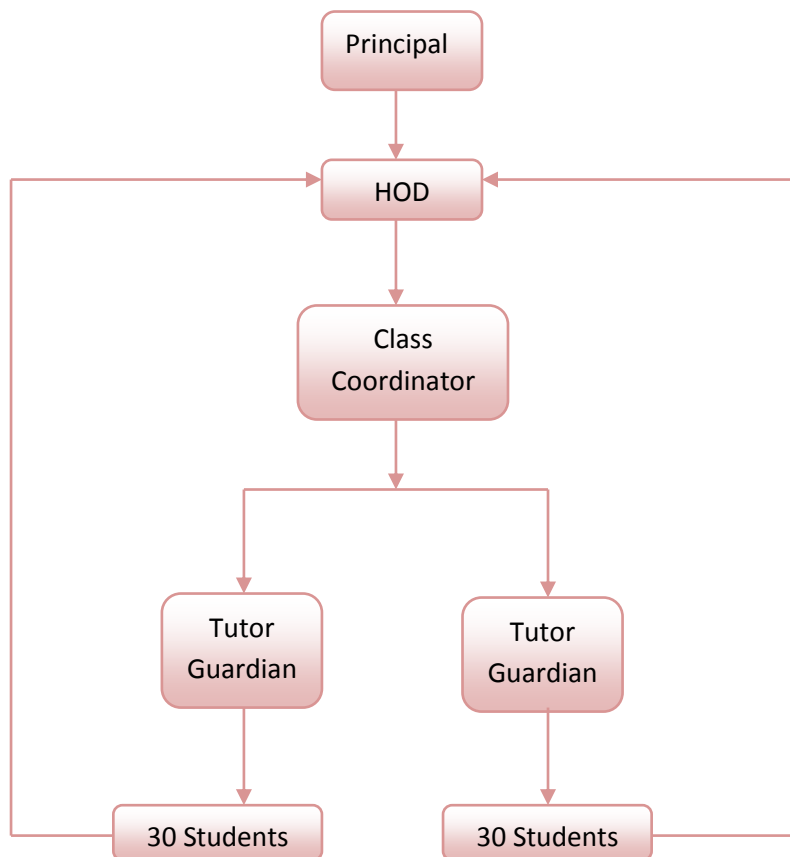 Principal
HOD
Class
Coordinator
Tutor
Guardian
Tutor
Guardian
30 Students
30 Students